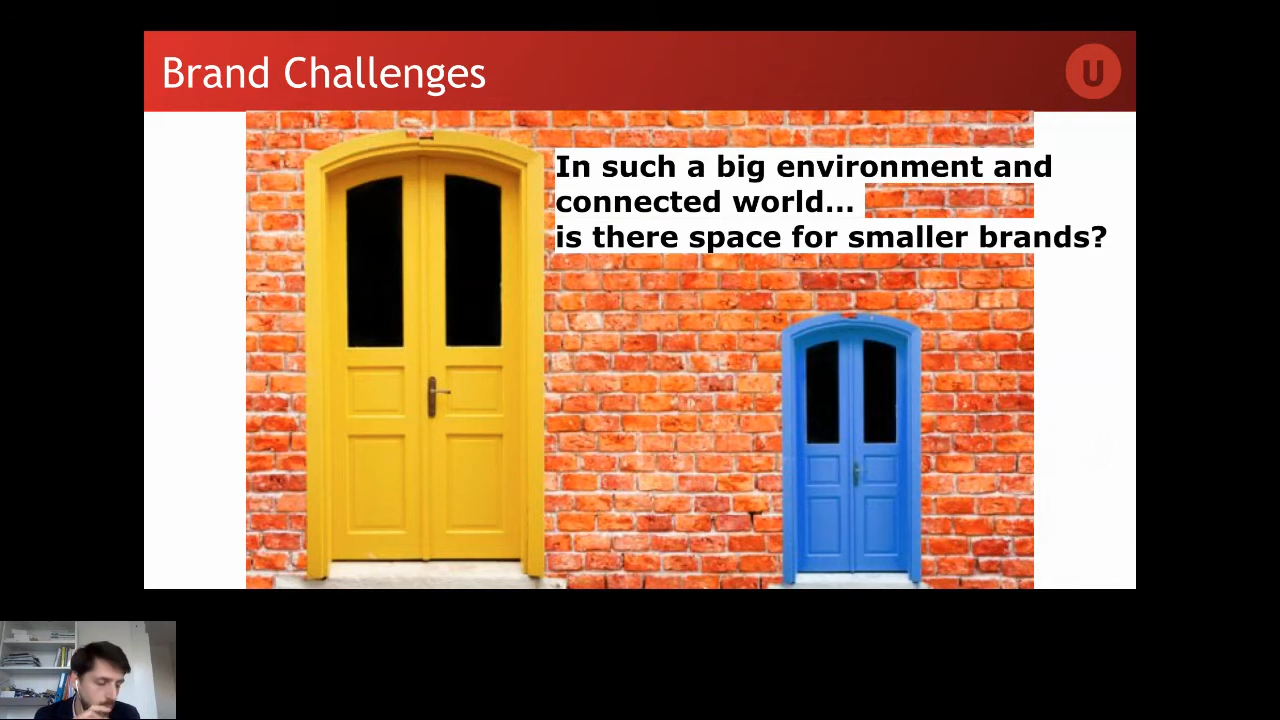 Brand Challenges
U
In such a big environment and
connected world...
is there space for smaller brands?